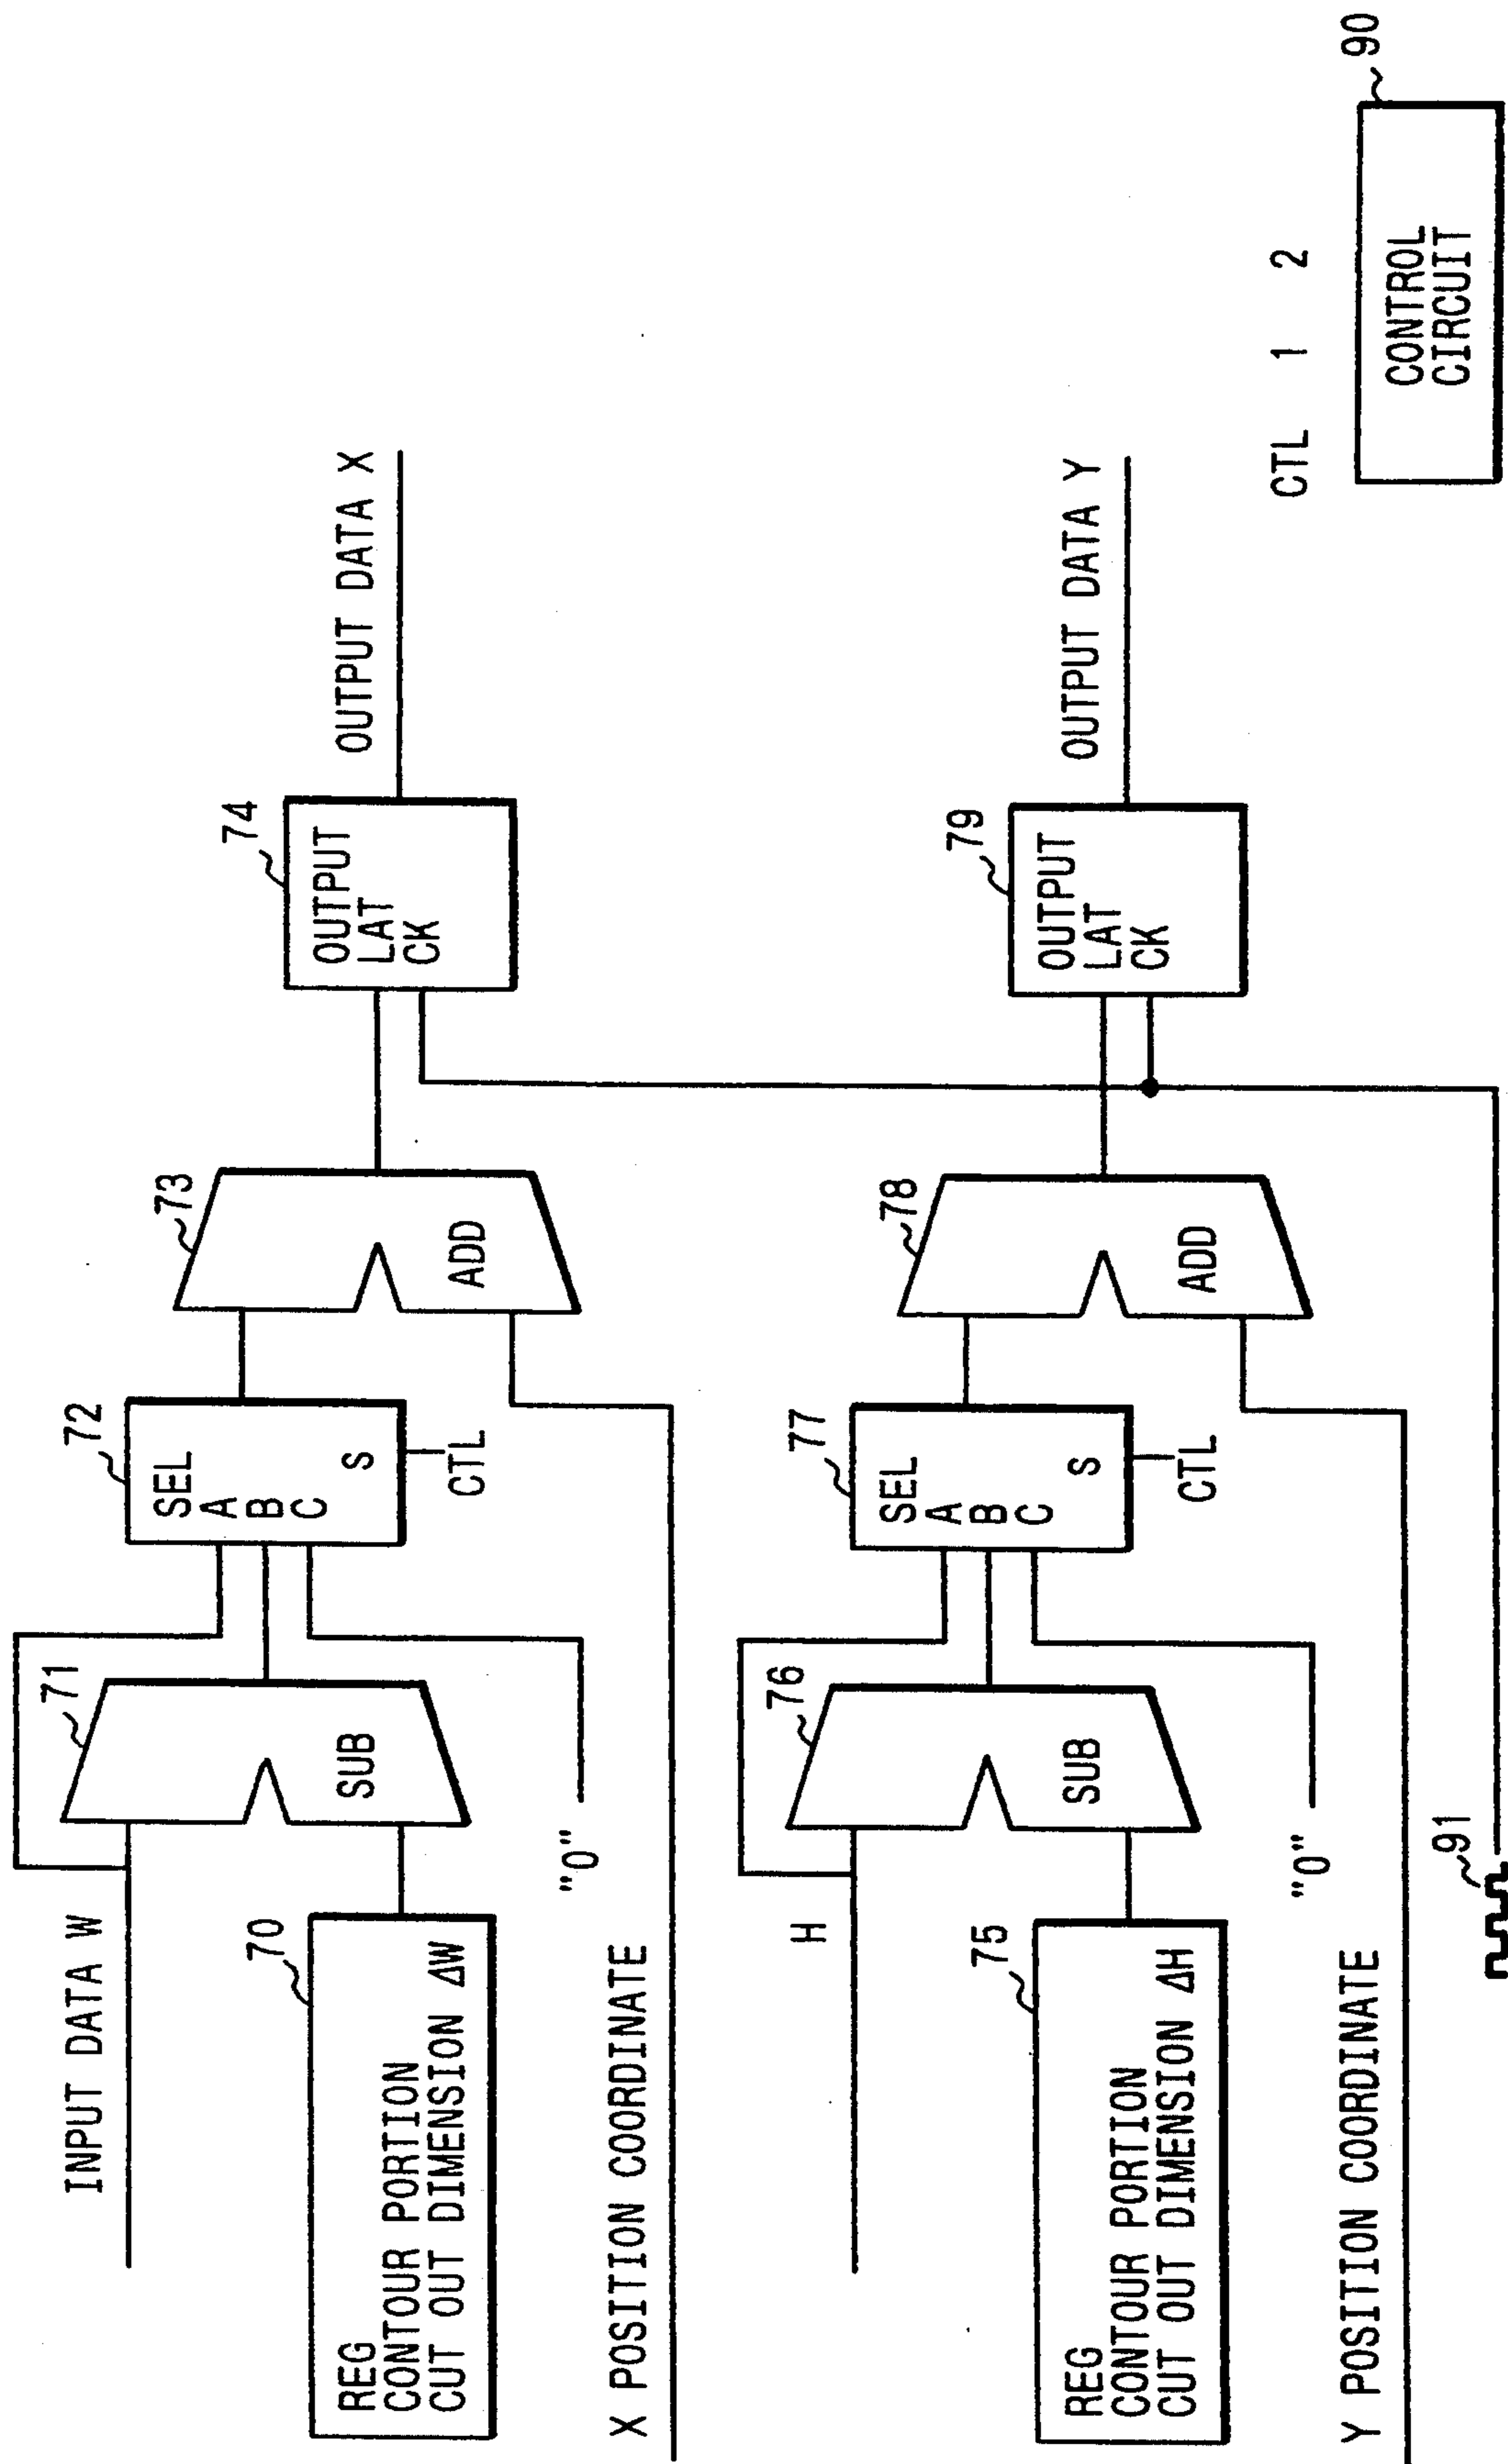 INPUT DATA W
70
REG
CONTOUR PORTION
CUT OUT DIMENSION ΔW
71
SUB
"0"
72
SEL
A
B
C
S
CTL
73
ADD
74
OUTPUT
LAT
CK
OUTPUT DATA X
X POSITION COORDINATE
H
75
REG
CONTOUR PORTION
CUT OUT DIMENSION ΔH
76
SUB
"0"
77
SEL
A
B
C
S
CTL
78
ADD
79
OUTPUT
LAT
CK
OUTPUT DATA Y
Y POSITION COORDINATE
91
CTL 1 2
90
CONTROL
CIRCUIT